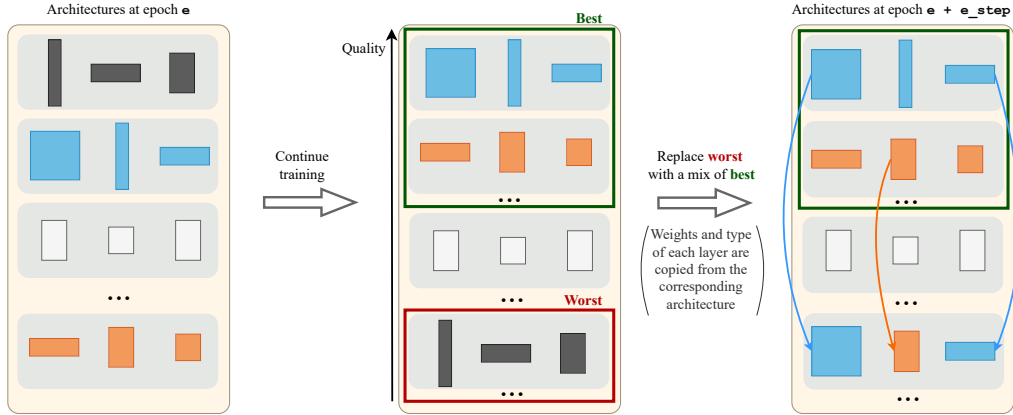 Architectures at epoch e
...
Continue
training
Quality
Best
...
...
Worst
...
Replace worst
with a mix of best
Weights and type
of each layer are
copied from the
corresponding
architecture
Architectures at epoch e + e_step
...
...
...